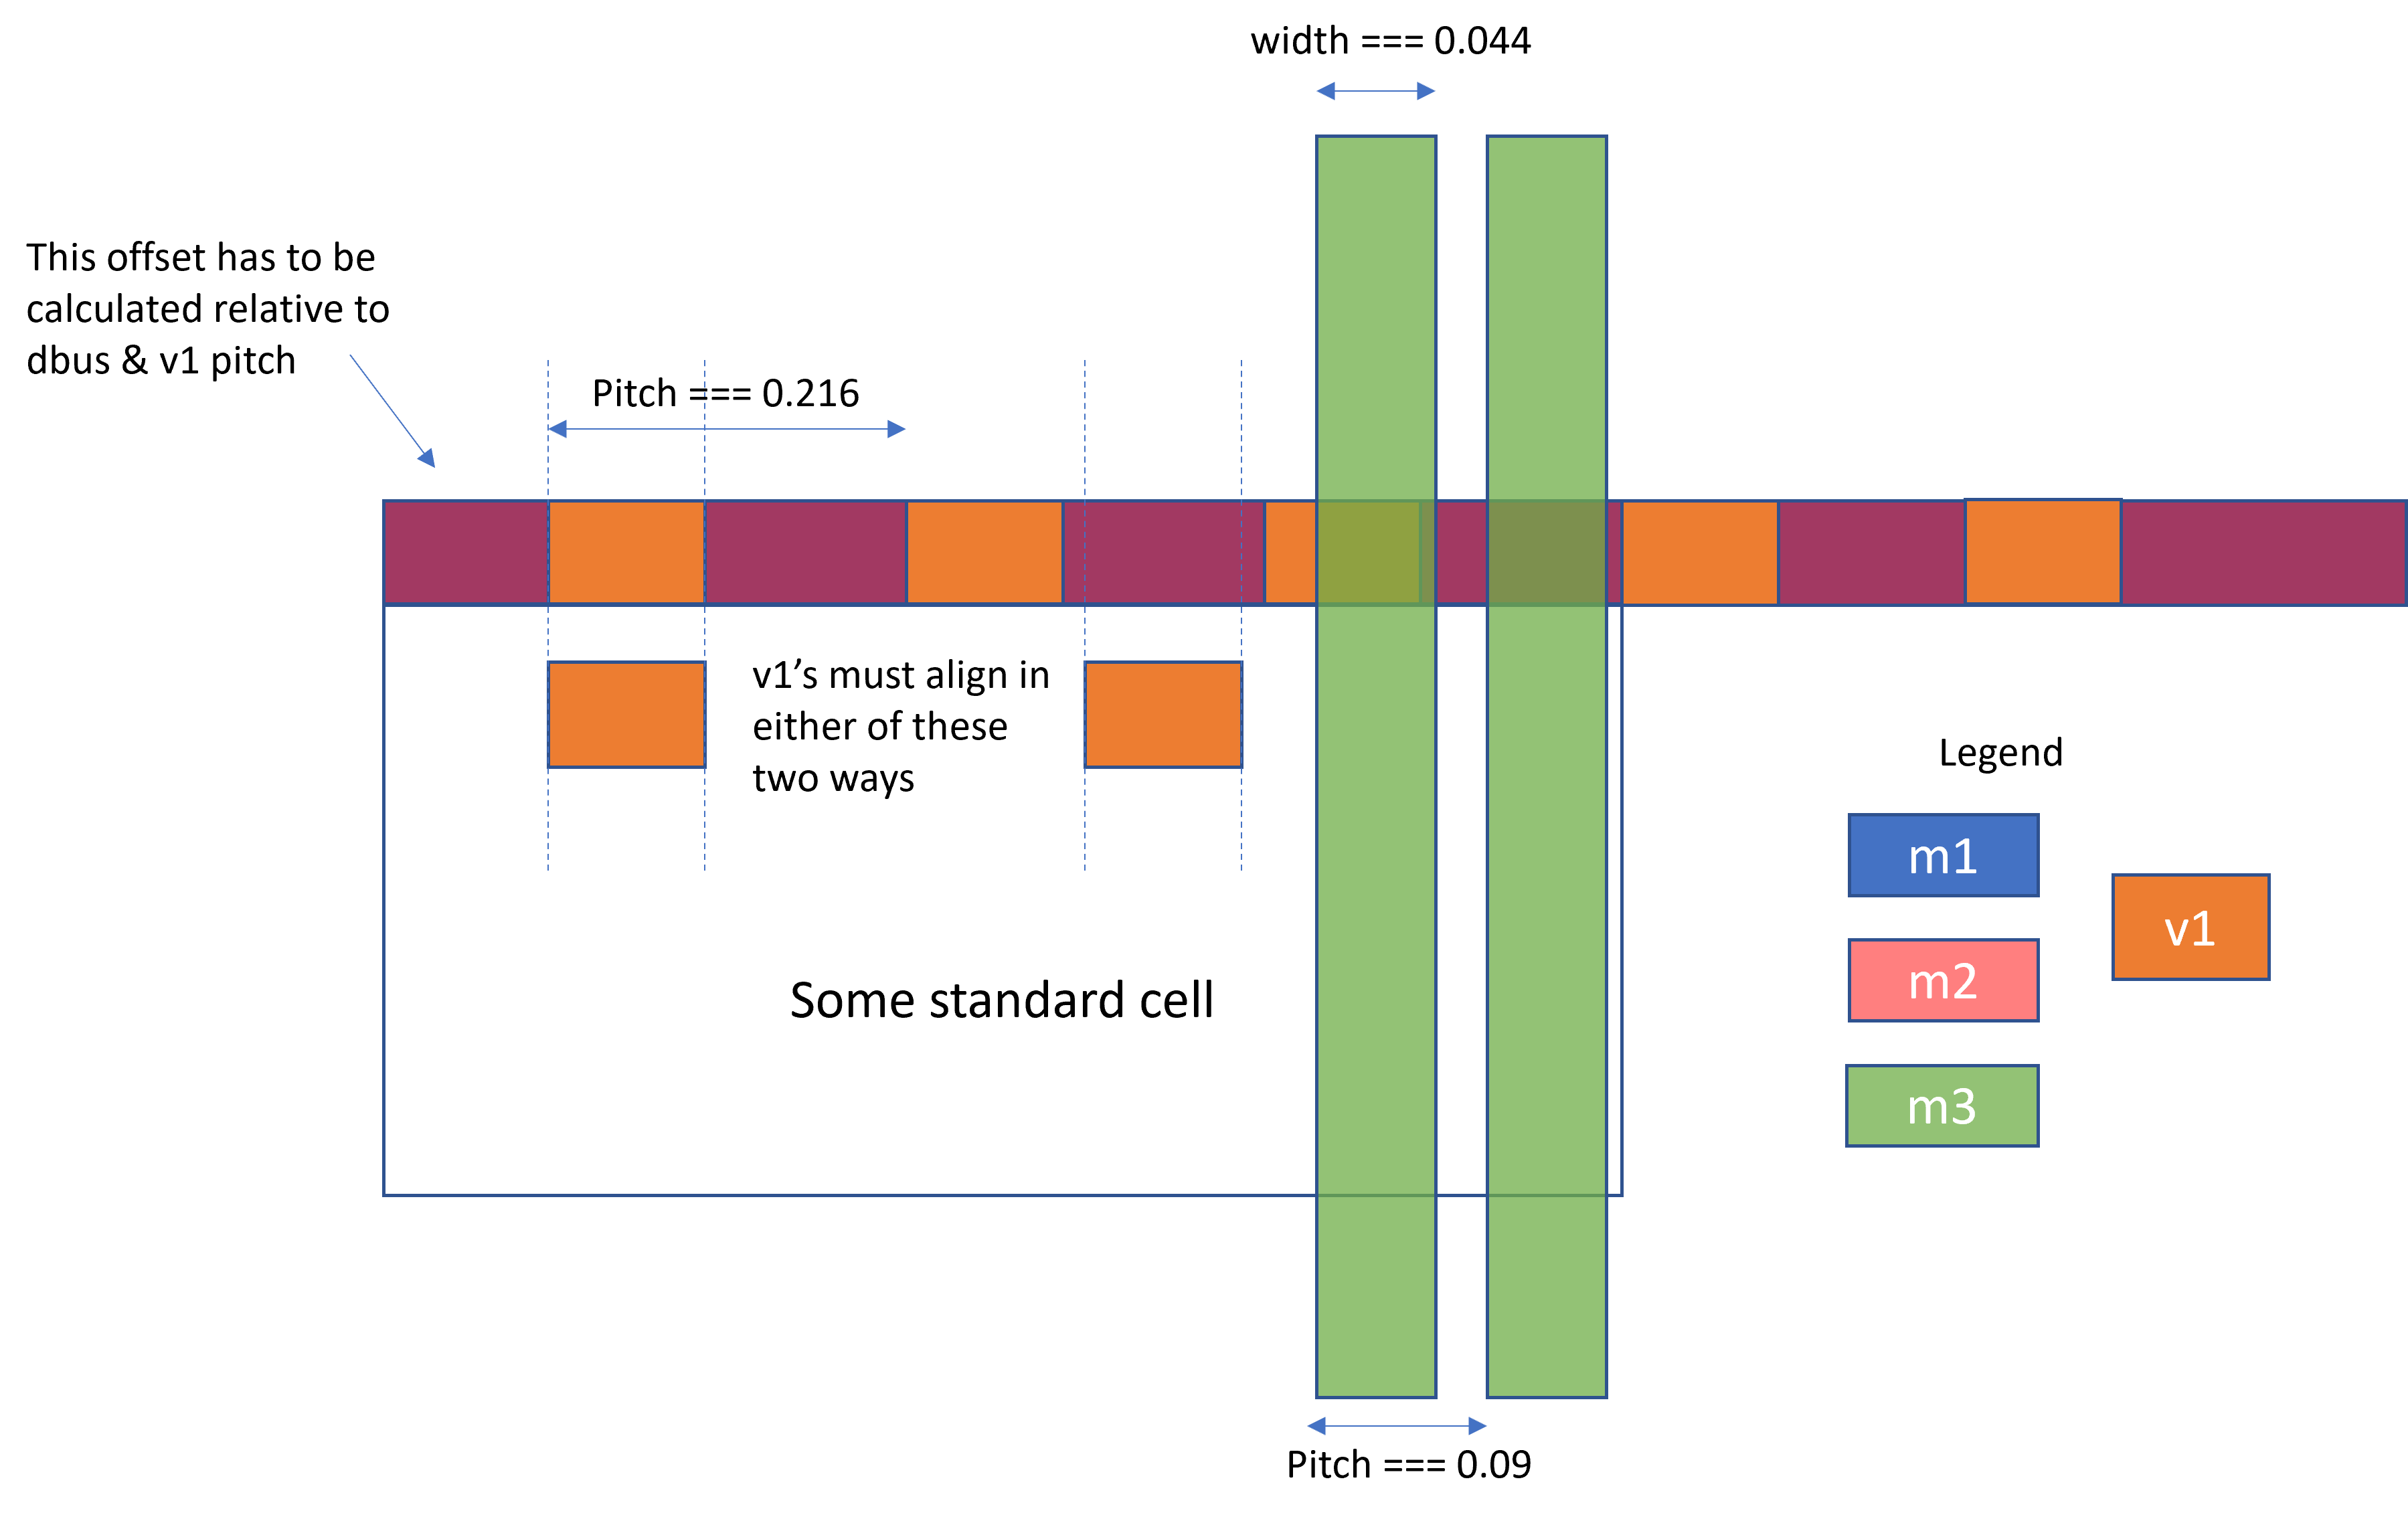 width === 0.044
This offset has to be
calculated relative to
dbus & v1 pitch
Pitch === 0.216
v1’s must align in
either of these
two ways
Legend
m1
v1
m2
Some standard cell
m3
Pitch === 0.09